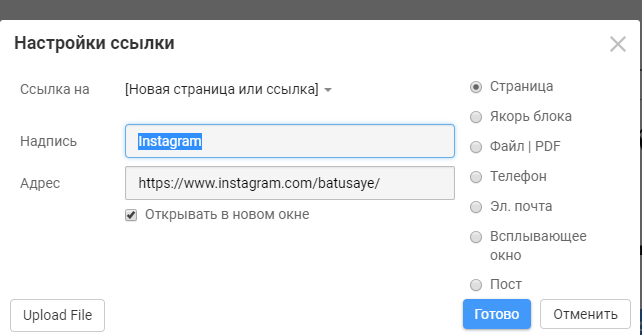 Настройки ссылки
Ссылка на [Новая страница или ссылка]
Надпись Instagram
Адрес https://www.instagram.com/batusaye/
Открывать в новом окне
Страница
Якорь блока
Файл | PDF
Телефон
Эл. почта
Всплывающее
окно
Пост
Upload File Готово Отменить